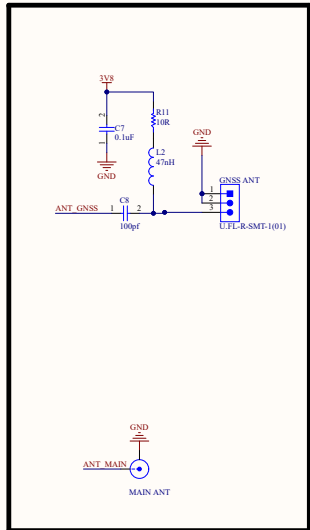 3V8
2
R11
10R
C7
0.1uF
1
GND
GND
L2
47nH
GNSS ANT
1
2
3
C8
ANT_GNSS
1
2
100pf
U.FL-R-SMT-1(01)
GND
ANT_MAIN
MAIN ANT